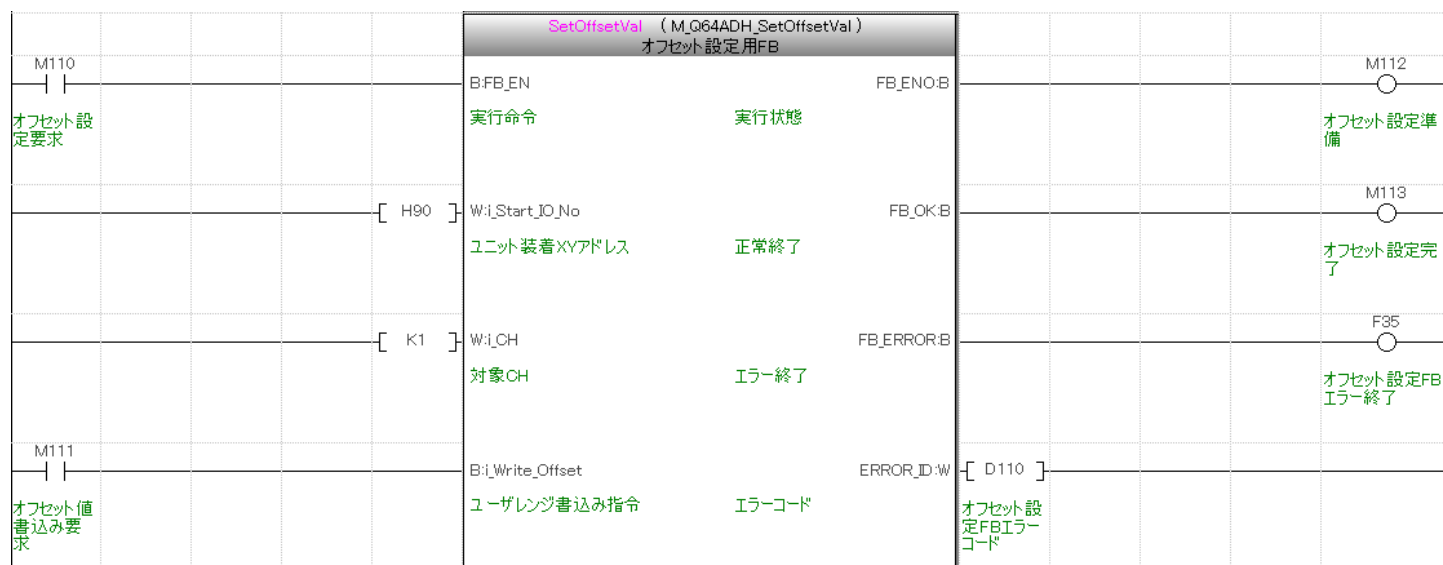 SetOffsetVal （M_Q64ADH_SetOffsetVal）
オフセット設定用FB
M110
B:FB_EN
FB_ENO:B
M112
オフセット設
定要求
実行命令
実行状態
オフセット設定準
備
H90
W:i_Start_IO_No
FB_OK:B
M113
ユニット装着XYアドレス
正常終了
オフセット設定完
了
K1
W:i_CH
FB_ERROR:B
F35
対象CH
エラー終了
オフセット設定FB
エラー終了
M111
B:i_Write_Offset
ERROR_ID:W
D110
オフセット値
書込み要
求
ユーザレンジ書込み指令
エラーコード
オフセット設
定FBエラー
コード